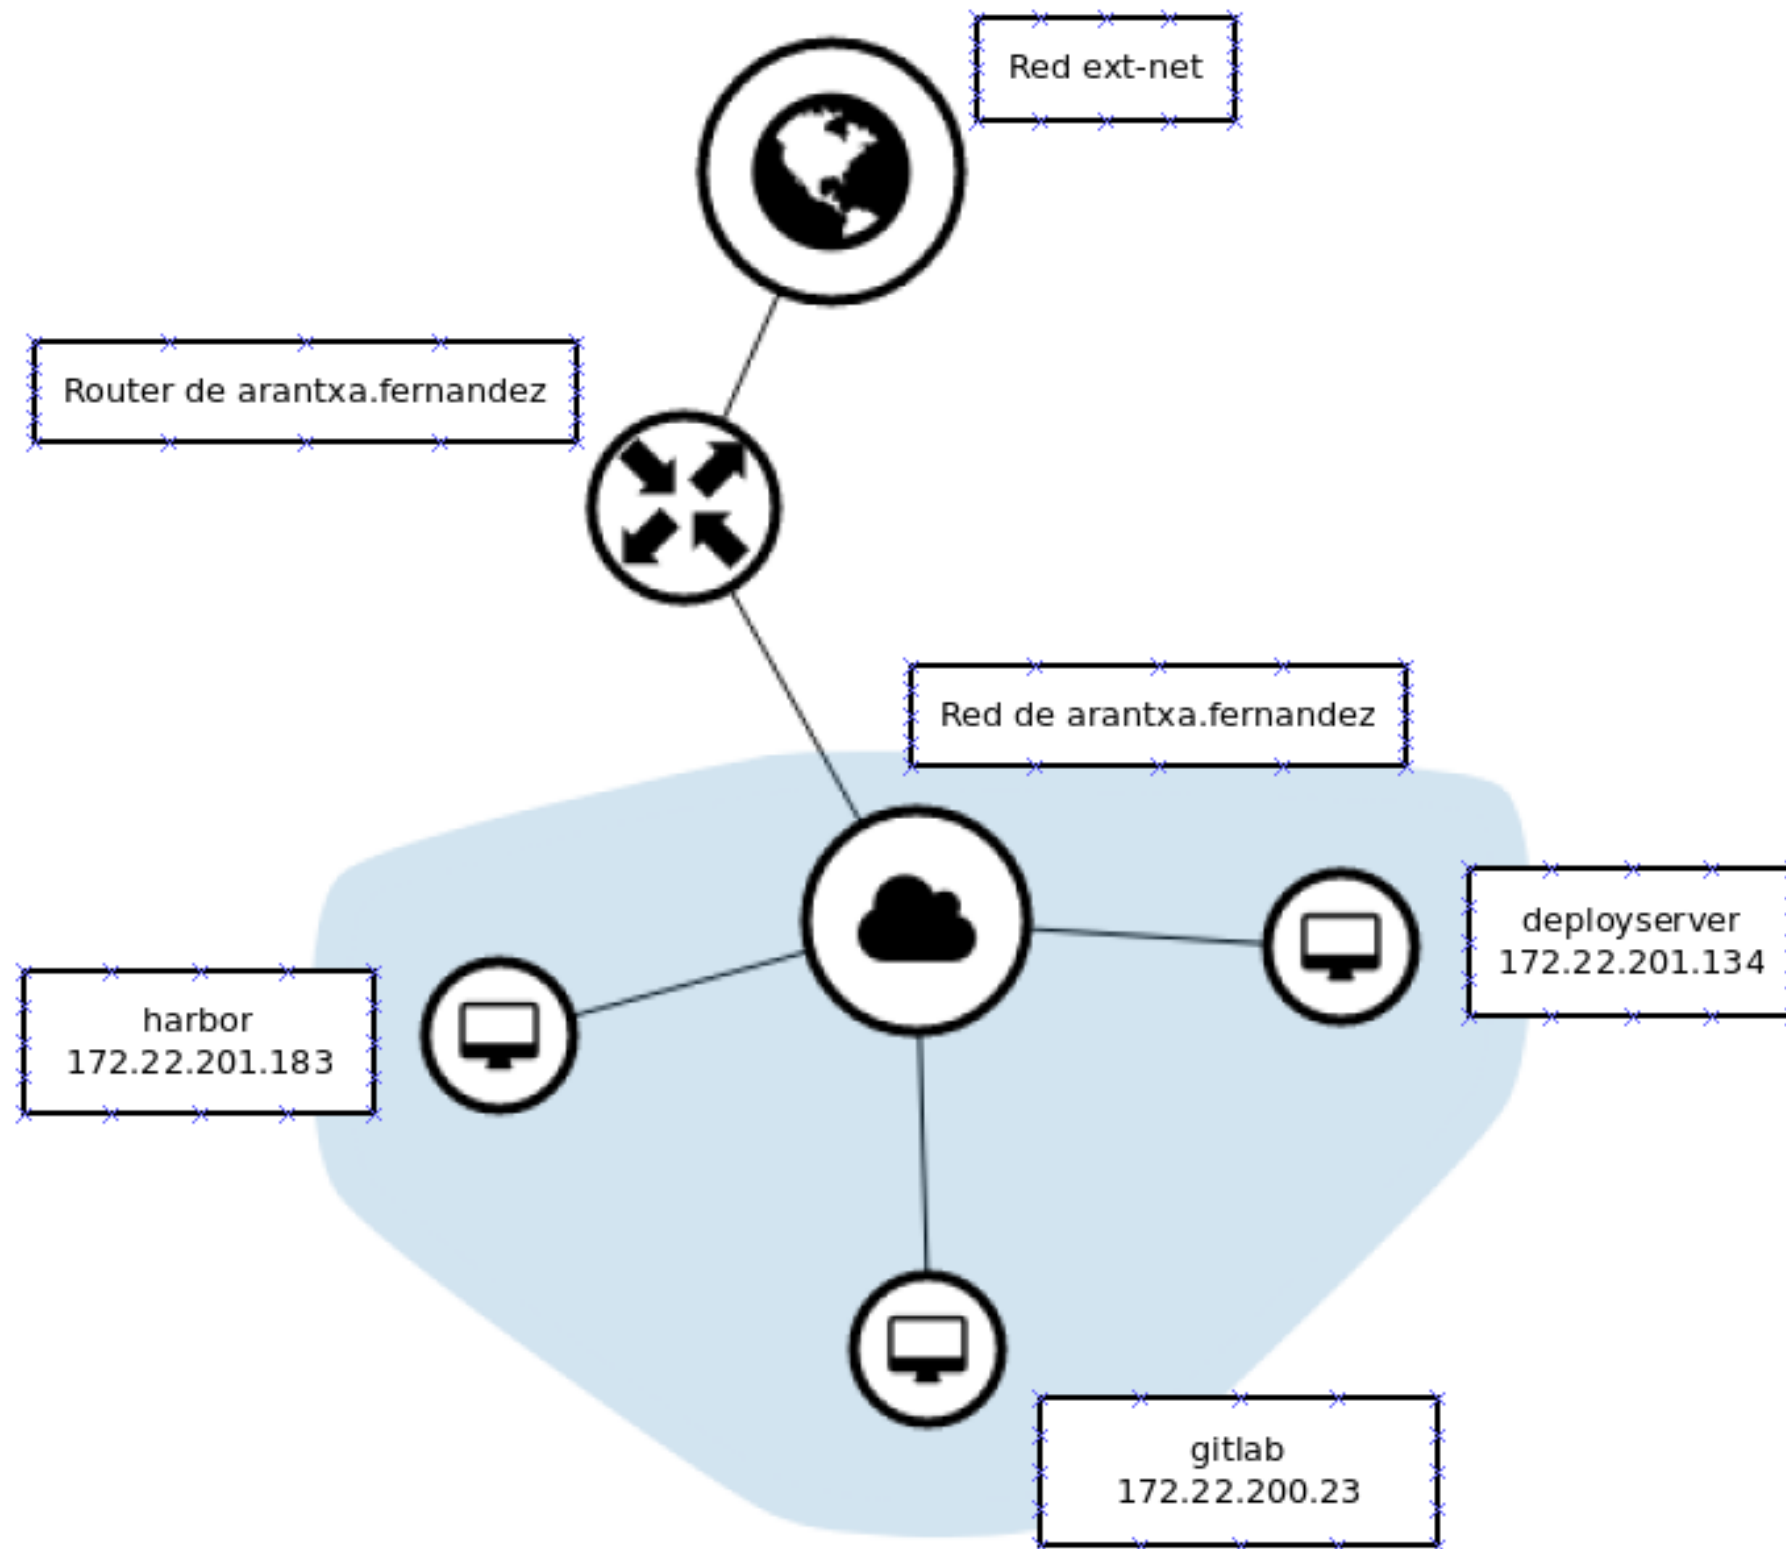 Red ext-net
Router de arantxa.fernandez
Red de arantxa.fernandez
deployserver
172.22.201.134
harbor
172.22.201.183
gitlab
172.22.200.23